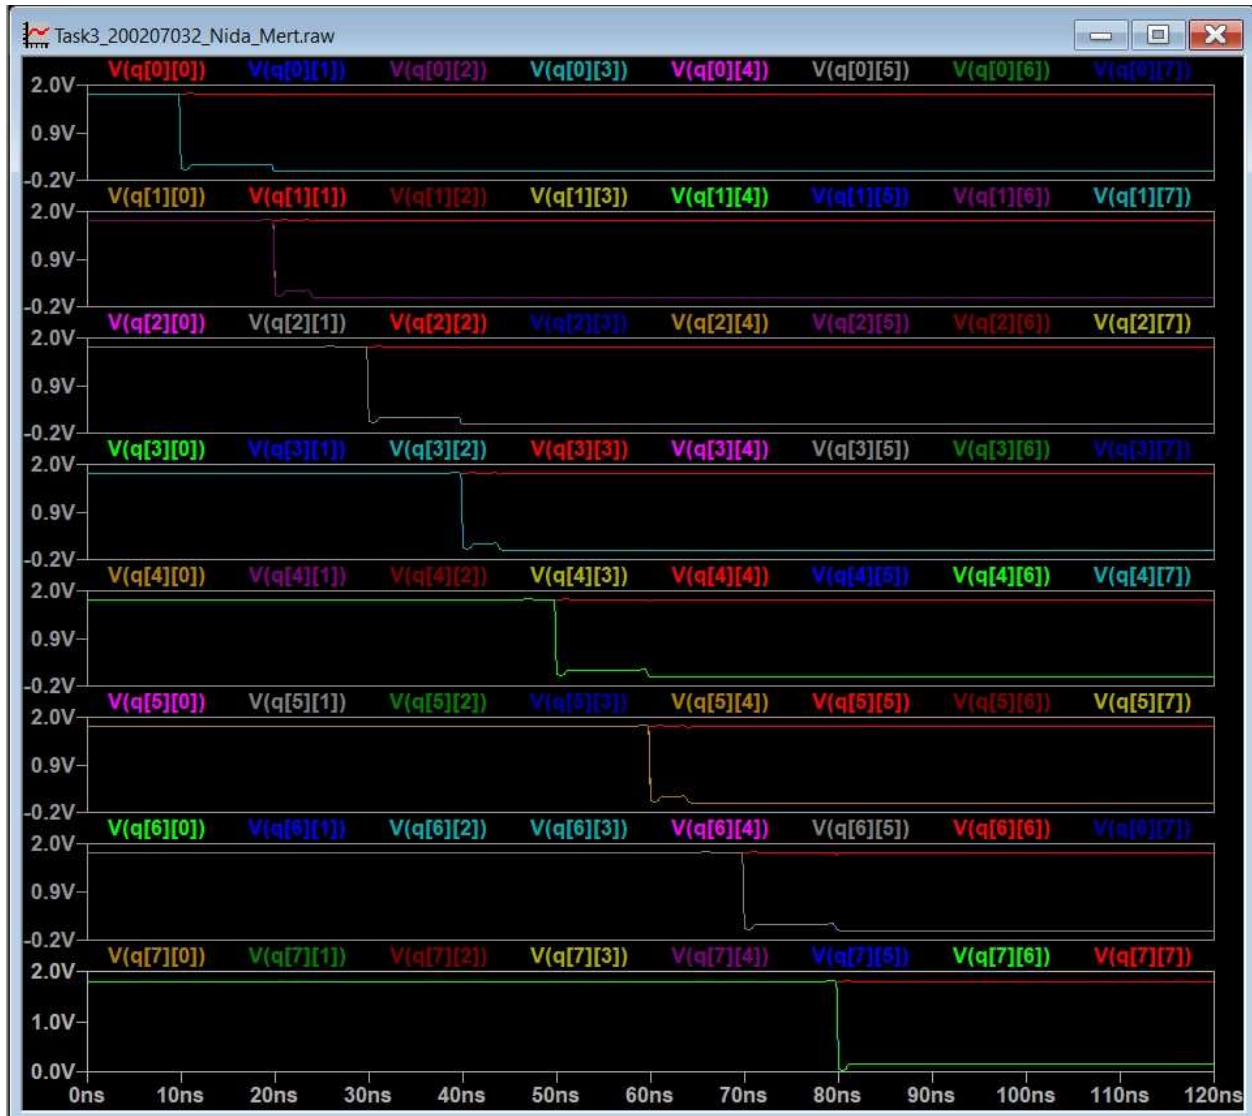 Task3_200207032_Nida_Mert.raw
V(q[0][0]) V(q[0][1]) V(q[0][2]) V(q[0][3]) V(q[0][4]) V(q[0][5]) V(q[0][6]) V(q[0][7])
2.0V
0.9V
-0.2V
V(q[1][0]) V(q[1][1]) V(q[1][2]) V(q[1][3]) V(q[1][4]) V(q[1][5]) V(q[1][6]) V(q[1][7])
2.0V
0.9V
-0.2V
V(q[2][0]) V(q[2][1]) V(q[2][2]) V(q[2][3]) V(q[2][4]) V(q[2][5]) V(q[2][6]) V(q[2][7])
2.0V
0.9V
-0.2V
V(q[3][0]) V(q[3][1]) V(q[3][2]) V(q[3][3]) V(q[3][4]) V(q[3][5]) V(q[3][6]) V(q[3][7])
2.0V
0.9V
-0.2V
V(q[4][0]) V(q[4][1]) V(q[4][2]) V(q[4][3]) V(q[4][4]) V(q[4][5]) V(q[4][6]) V(q[4][7])
2.0V
0.9V
-0.2V
V(q[5][0]) V(q[5][1]) V(q[5][2]) V(q[5][3]) V(q[5][4]) V(q[5][5]) V(q[5][6]) V(q[5][7])
2.0V
0.9V
-0.2V
V(q[6][0]) V(q[6][1]) V(q[6][2]) V(q[6][3]) V(q[6][4]) V(q[6][5]) V(q[6][6]) V(q[6][7])
2.0V
0.9V
-0.2V
V(q[7][0]) V(q[7][1]) V(q[7][2]) V(q[7][3]) V(q[7][4]) V(q[7][5]) V(q[7][6]) V(q[7][7])
2.0V
1.0V
0.0V
0ns 10ns 20ns 30ns 40ns 50ns 60ns 70ns 80ns 90ns 100ns 110ns 120ns